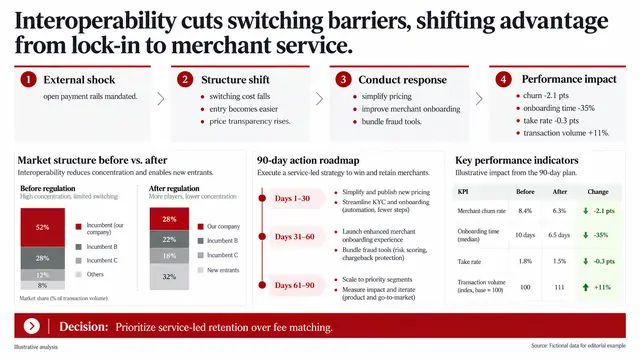 Interoperability cuts switching barriers, shifting advantage
from lock-in to merchant service.
1 External shock
open payment rails mandated.
2 Structure shift
• switching cost falls
• entry becomes easier
• price transparency rises.
3 Conduct response
• simplify pricing
• improve merchant onboarding
• bundle fraud tools.
4 Performance impact
• churn -2.1 pts
• onboarding time -35%
• take rate -0.3 pts
• transaction volume +11%.
Market structure before vs. after
Interoperability reduces concentration and enables new entrants.
Before regulation
High concentration, limited switching
52%
28%
12%
8%
Incumbent (our
company)
Incumbent B
Incumbent C
Others
After regulation
More players, lower concentration
28%
22%
18%
32%
Our company
Incumbent B
Incumbent C
New entrants
Market share (% of transaction volume)
90-day action roadmap
Execute a service-led strategy to win and retain merchants.
Days 1–30
• Simplify and publish new pricing
• Streamline KYC and onboarding
(automation, fewer steps)
Days 31–60
• Launch enhanced merchant
onboarding experience
• Bundle fraud tools (risk scoring,
chargeback protection)
Days 61–90
• Scale to priority segments
• Measure impact and iterate
(product and go-to-market)
Key performance indicators
Illustrative impact from the 90-day plan.
KPI Before After Change
Merchant churn rate 8.4% 6.3% -2.1 pts
Onboarding time
(median) 10 days 6.5 days -35%
Take rate 1.8% 1.5% -0.3 pts
Transaction volume
(index, base = 100) 100 111 +11%
Decision: Prioritize service-led retention over fee matching.
Illustrative analysis
Source: Fictional data for editorial example